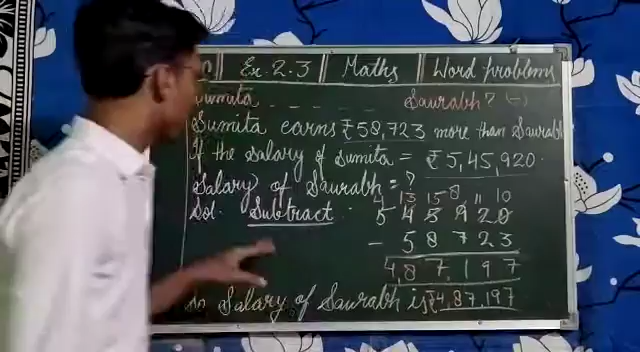 Ex. 2.3 Maths Word problems
Sumita Saurabh? (-)
Sumita earns ₹58,723 more than Saurabh
If the salary of Sumita = ₹5,45,920.
Salary of Saurabh = ?
4 13 15 8 11 10
Sol. Subtract. 5 4 5 9 2 0
- 5 8 7 2 3
4 8 7, 1 9 7
So Salary of Saurabh is ₹4,87,197